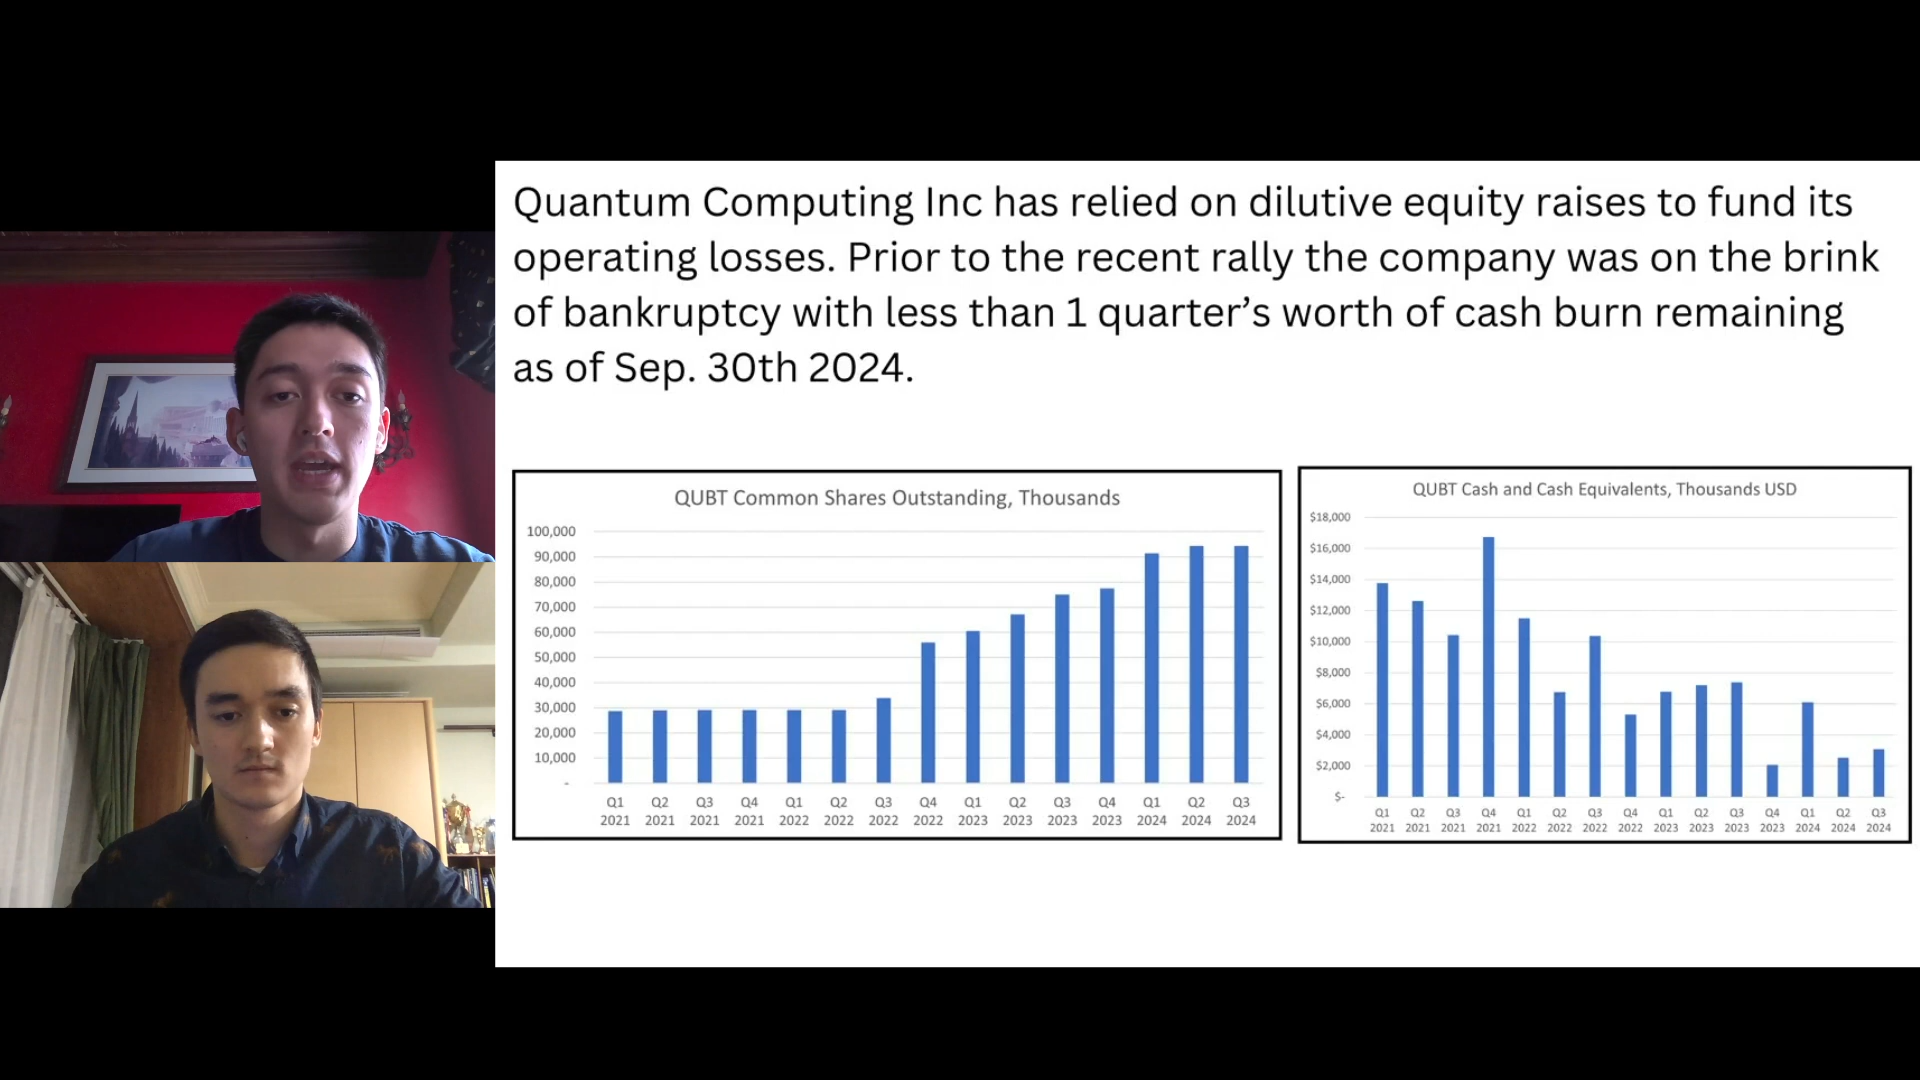 Quantum Computing Inc has relied on dilutive equity raises to fund its
operating losses. Prior to the recent rally the company was on the brink
of bankruptcy with less than 1 quarter’s worth of cash burn remaining
as of Sep. 30th 2024.
QUBT Common Shares Outstanding, Thousands
100,000
90,000
80,000
70,000
60,000
50,000
40,000
30,000
20,000
10,000
-
Q1 Q2 Q3 Q4 Q1 Q2 Q3 Q4 Q1 Q2 Q3 Q4 Q1 Q2 Q3
2021 2021 2021 2021 2022 2022 2022 2022 2023 2023 2023 2023 2024 2024 2024
QUBT Cash and Cash Equivalents, Thousands USD
$18,000
$16,000
$14,000
$12,000
$10,000
$8,000
$6,000
$4,000
$2,000
$-
Q1 Q2 Q3 Q4 Q1 Q2 Q3 Q4 Q1 Q2 Q3 Q4 Q1 Q2 Q3
2021 2021 2021 2021 2022 2022 2022 2022 2023 2023 2023 2023 2024 2024 2024